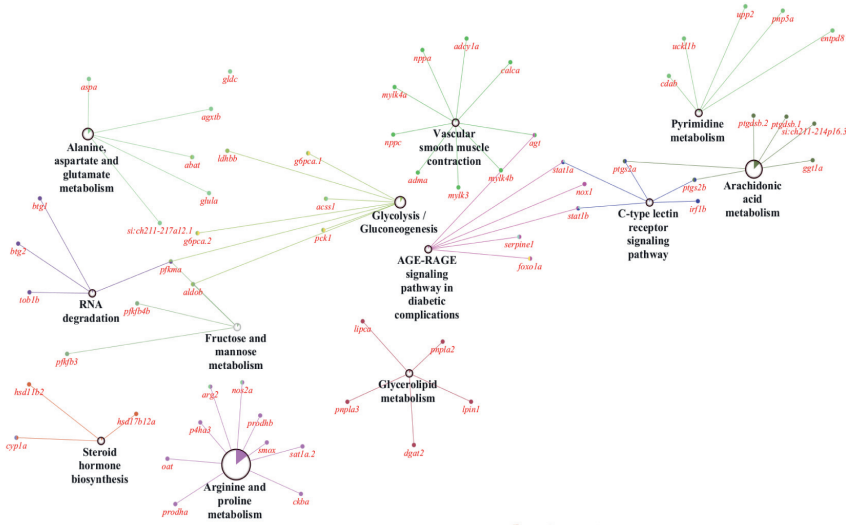 upp2
pnp5a
entpd8
uckl1b
cdab
Pyrimidine
metabolism
adcy1a
nppa
calca
mylk4a
nppc
Vascular
smooth muscle
contraction
agt
adma
mylk3
mylk4b
gldc
aspa
agxtb
Alanine,
aspartate and
glutamate
metabolism
abat
glula
si:ch211-217a12.1
ldhbb
g6pca.1
acss1
Glycolysis /
Gluconeogenesis
g6pca.2
pck1
ptgdsb.2
ptgdsb.1
si:ch211-214p16.3
ggt1a
Arachidonic
acid
metabolism
ptgs2a
ptgs2b
stat1a
nox1
stat1b
irf1b
C-type lectin
receptor
signaling
pathway
serpine1
foxo1a
AGE-RAGE
signaling
pathway in
diabetic
complications
btg1
btg2
tob1b
RNA
degradation
pfkma
aldob
pfkfb4b
pfkfb3
Fructose and
mannose
metabolism
lipca
pnpla2
Glycerolipid
metabolism
pnpla3
lpin1
dgat2
hsd11b2
hsd17b12a
cyp1a
Steroid
hormone
biosynthesis
arg2
nos2a
p4ha3
prodhb
smox
sat1a.2
oat
ckba
prodha
Arginine and
proline
metabolism